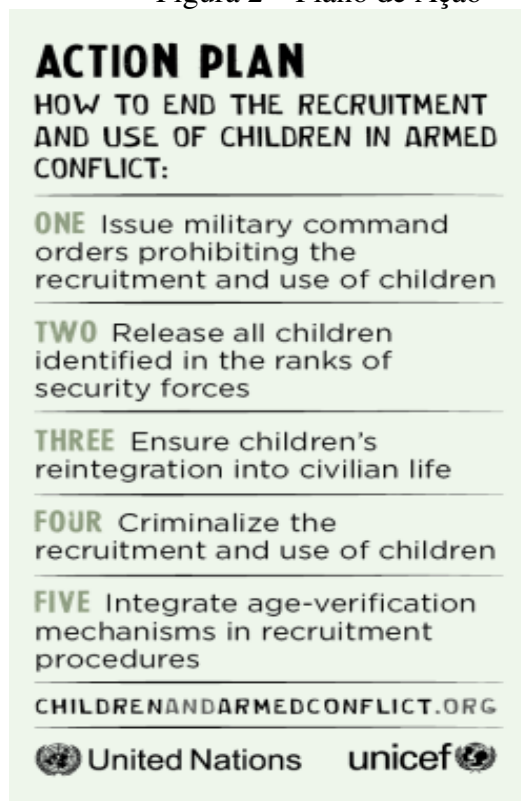 Figura 2 – Plano de Ação
ACTION PLAN
HOW TO END THE RECRUITMENT
AND USE OF CHILDREN IN ARMED
CONFLICT:
ONE Issue military command
orders prohibiting the
recruitment and use of children
TWO Release all children
identified in the ranks of
security forces
THREE Ensure children's
reintegration into civilian life
FOUR Criminalize the
recruitment and use of children
FIVE Integrate age-verification
mechanisms in recruitment
procedures
CHILDRENANDARMEDCONFLICT.ORG
United Nations unicef